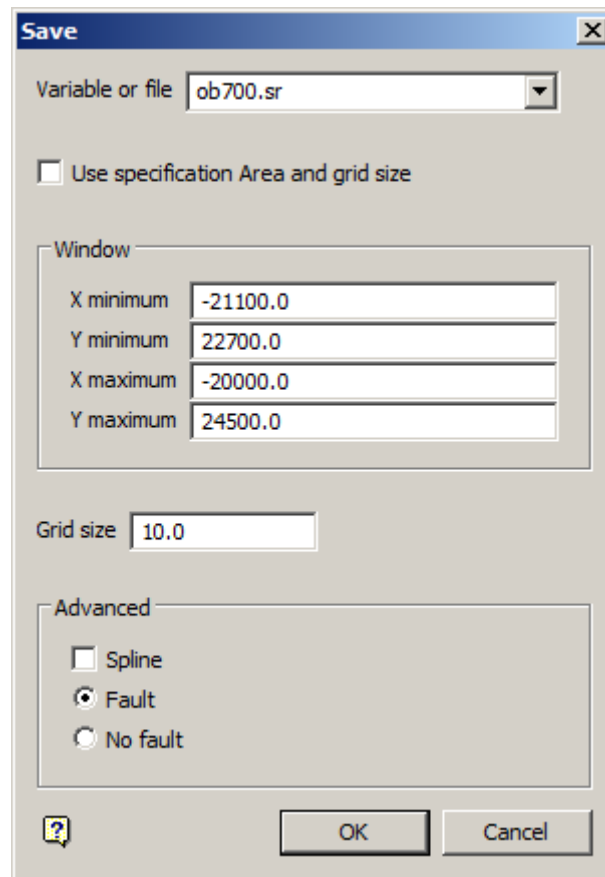 Save
Variable or file ob700.sr
Use specification Area and grid size
Window
X minimum -21100.0
Y minimum 22700.0
X maximum -20000.0
Y maximum 24500.0
Grid size 10.0
Advanced
Spline
Fault
No fault
? OK Cancel